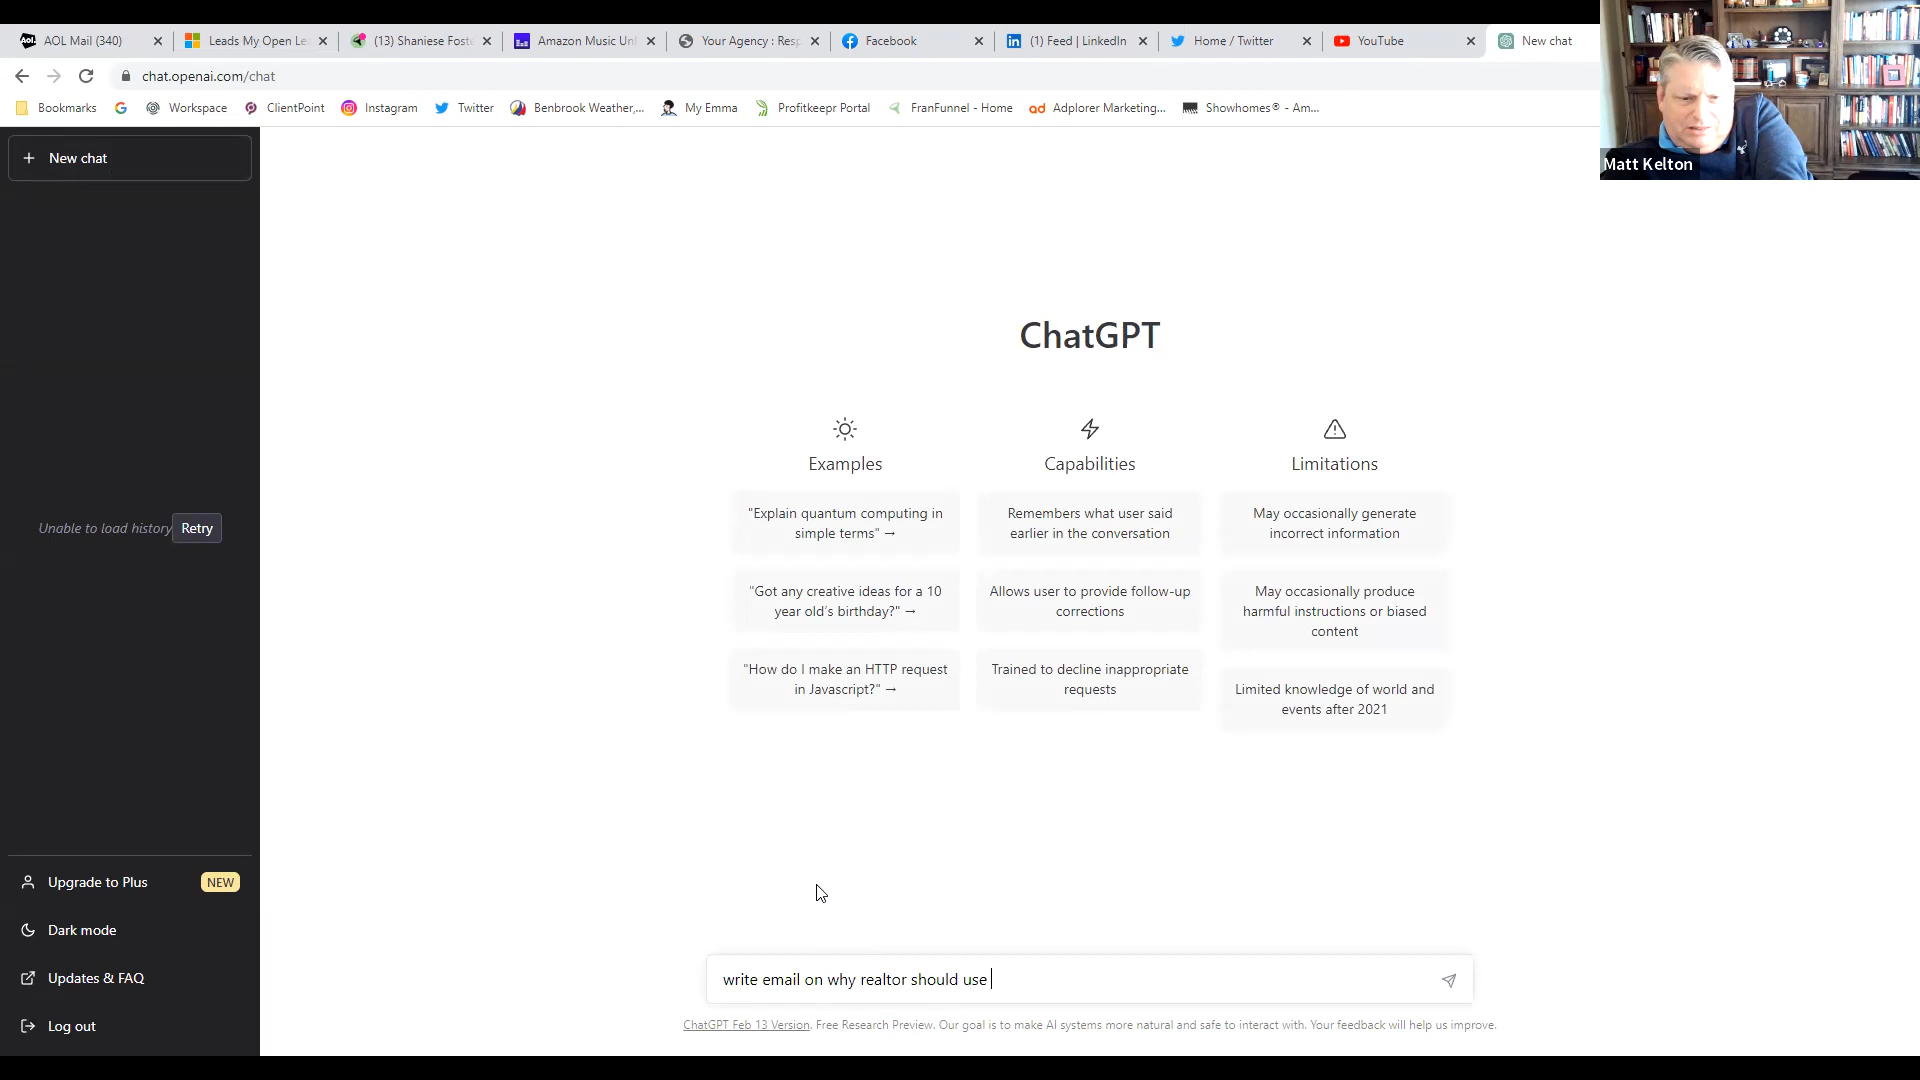 AOL Mail (340)
Leads My Open Le
(13) Shaniese Foste
Amazon Music Unl
Your Agency : Resp
Facebook
(1) Feed | LinkedIn
Home / Twitter
YouTube
New chat
chat.openai.com/chat
Bookmarks
Workspace
ClientPoint
Instagram
Twitter
Benbrook Weather,...
My Emma
Profitkeepr Portal
FranFunnel - Home
Adplorer Marketing...
Showhomes® - Am...
Matt Kelton
New chat
Unable to load history
Retry
Upgrade to Plus
NEW
Dark mode
Updates & FAQ
Log out
ChatGPT
Examples
"Explain quantum computing in
simple terms" →
"Got any creative ideas for a 10
year old's birthday?" →
"How do I make an HTTP request
in Javascript?" →
Capabilities
Remembers what user said
earlier in the conversation
Allows user to provide follow-up
corrections
Trained to decline inappropriate
requests
Limitations
May occasionally generate
incorrect information
May occasionally produce
harmful instructions or biased
content
Limited knowledge of world and
events after 2021
write email on why realtor should use
ChatGPT Feb 13 Version. Free Research Preview. Our goal is to make AI systems more natural and safe to interact with. Your feedback will help us improve.